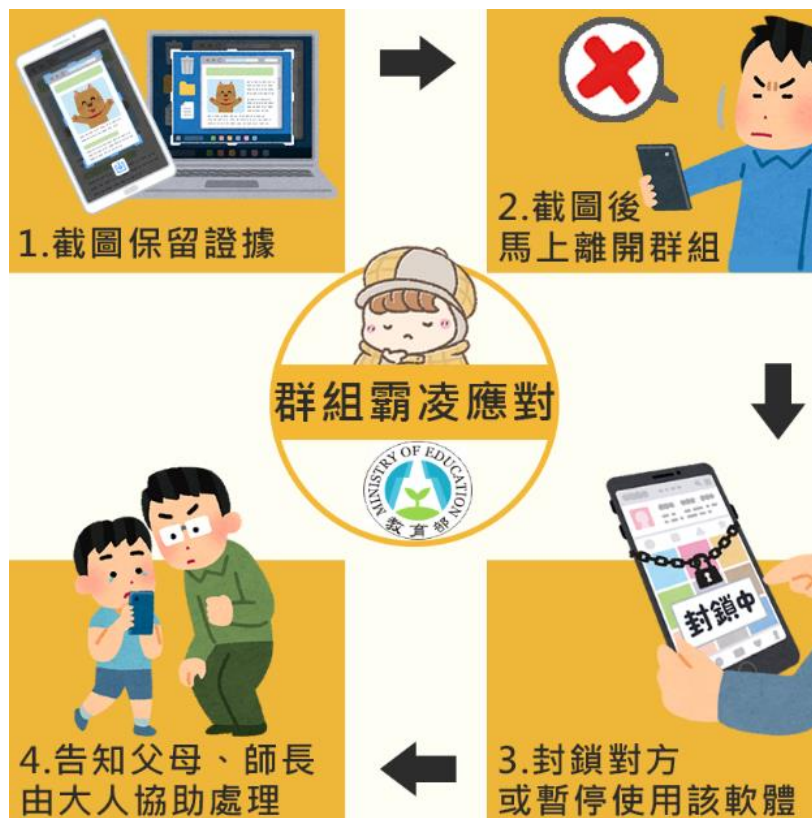 1.截圖保留證據
2.截圖後
馬上離開群組
群組霸凌應對
MINISTRY OF EDUCATION
教育部
封鎖中
3.封鎖對方
或暫停使用該軟體
4.告知父母、師長
由大人協助處理